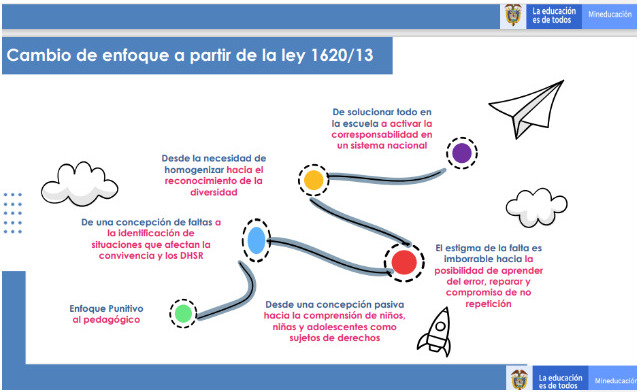 La educación
es de todos
Mineducación
Cambio de enfoque a partir de la ley 1620/13
De solucionar todo en
la escuela a activar la
corresponsabilidad en
un sistema nacional
Desde la necesidad de
homogenizar hacia el
reconocimiento de la
diversidad
De una concepción de faltas a
la identificación de
situaciones que afectan la
convivencia y los DHSR
El estigma de la falta es
imborrable hacia la
posibilidad de aprender
del error, reparar y
compromiso de no
repetición
Enfoque Punitivo
al pedagógico
Desde una concepción pasiva
hacia la comprensión de niños,
niñas y adolescentes como
sujetos de derechos
La educación
es de todos
Mineducación